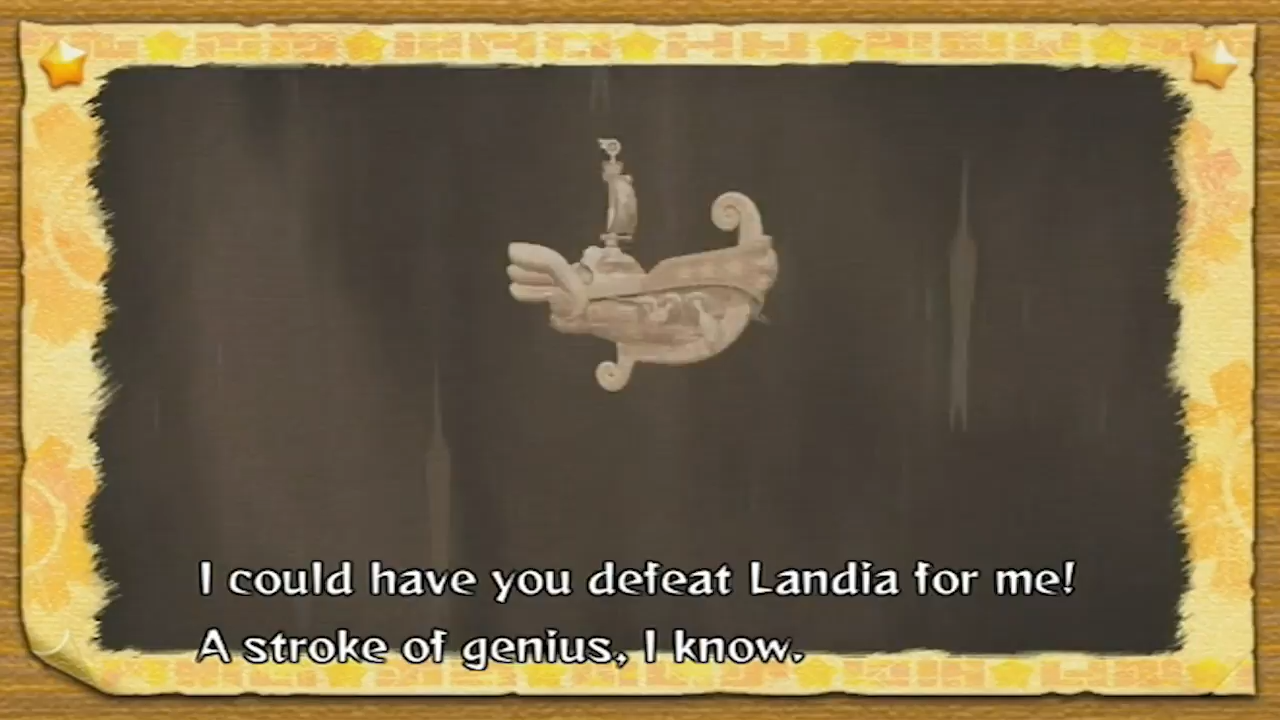 I could have you defeat Landia for me!
A stroke of genius, I know.